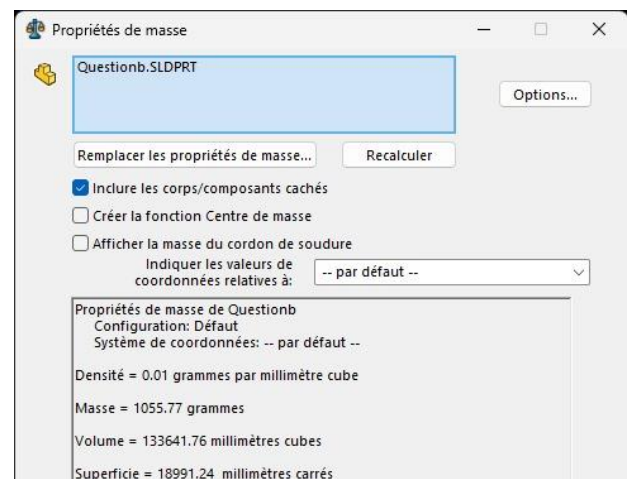 Propriétés de masse
Questionb.SLDPRT
Options...
Remplacer les propriétés de masse...
Recalculer
Inclure les corps/composants cachés
Créer la fonction Centre de masse
Afficher la masse du cordon de soudure
Indiquer les valeurs de
coordonnées relatives à:
-- par défaut --
Propriétés de masse de Questionb
Configuration: Défaut
Système de coordonnées: -- par défaut --
Densité = 0.01 grammes par millimètre cube
Masse = 1055.77 grammes
Volume = 133641.76 millimètres cubes
Superficie = 18991.24 millimètres carrés